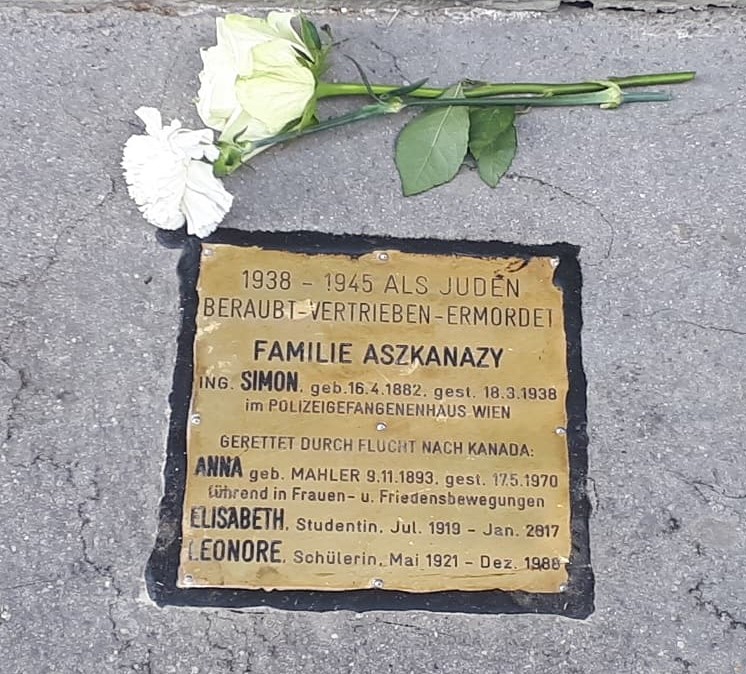 1938 - 1945 ALS JUDEN
BERAUBT-VERTRIEBEN-ERMORDET
FAMILIE ASZKANAZY
ING. SIMON, geb.16.4.1882, gest. 18.3.1938
im POLIZEIGEFANGENENHAUS WIEN
GERETTET DURCH FLUCHT NACH KANADA:
ANNA geb. MAHLER 9.11.1893, gest. 17.5.1970
führend in Frauen- u. Friedensbewegungen
ELISABETH, Studentin, Jul. 1919 - Jan. 2017
LEONORE, Schülerin, Mai 1921 - Dez. 1988